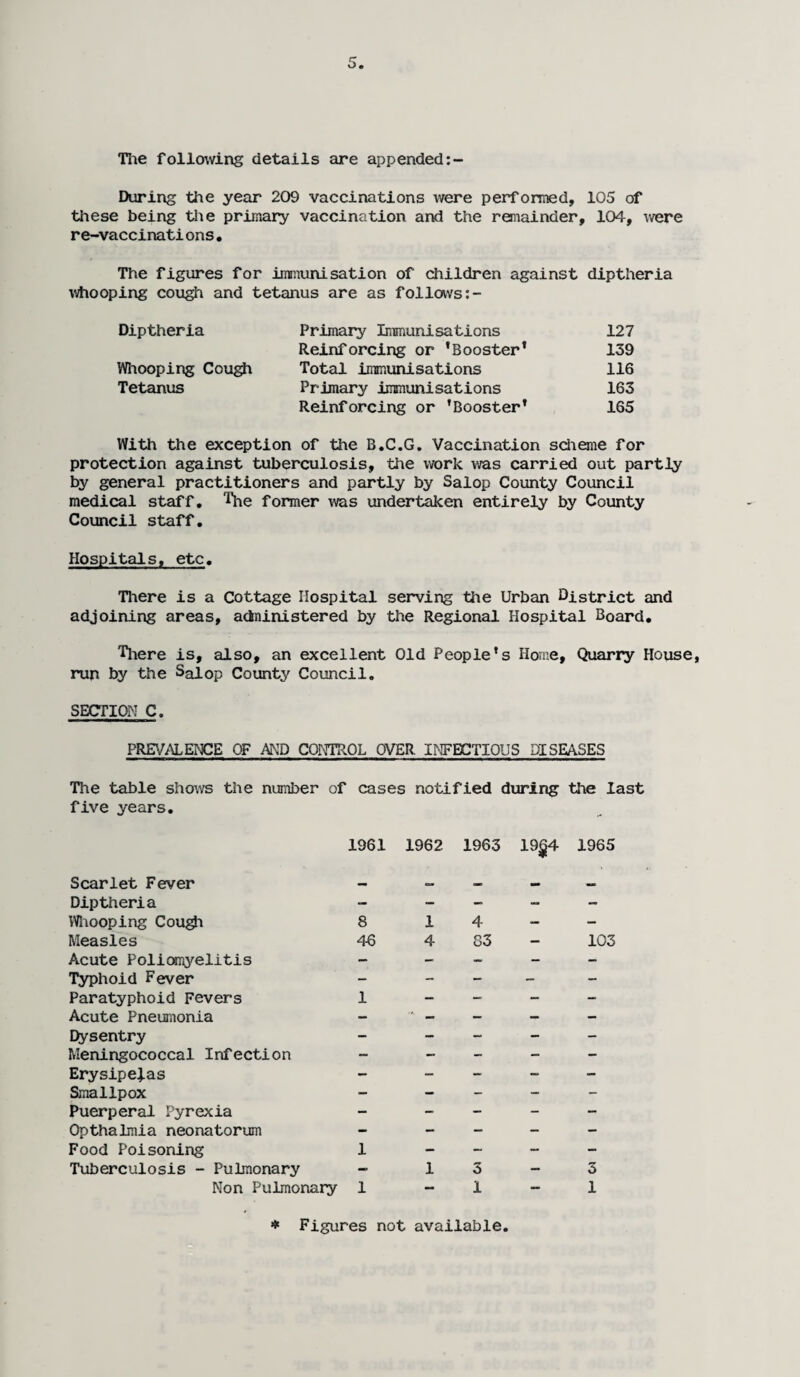 5.
The following details are appended:-
During the year 209 vaccinations were performed, 105 of
these being the primary vaccination and the remainder, 104, were
re-vaccinations.
The figures for immunisation of children against diptheria
whooping cough and tetanus are as follows:-
Diptheria Primary Immunisations 127
Reinforcing or 'Booster' 139
Whooping Cough Total immunisations 116
Tetanus Primary immunisations 163
Reinforcing or 'Booster' 165
With the exception of the B.C.G. Vaccination scheme for
protection against tuberculosis, the work was carried out partly
by general practitioners and partly by Salop County Council
medical staff. The former was undertaken entirely by County
Council staff.
Hospitals, etc.
There is a Cottage Hospital serving the Urban District and
adjoining areas, administered by the Regional Hospital Board.
There is, also, an excellent Old People's Home, Quarry House,
run by the Salop County Council.
SECTION C.
PREVALENCE OF AND CONTROL OVER INFECTIOUS DISEASES
The table shows the number of cases notified during the last
five years.
1961 1962 1963 1964 1965
*
Scarlet Fever - - - - -
Diptheria - - - - -
Whooping Cough 8 1 4 - -
Measles 46 4 83 - 103
Acute Poliomyelitis - - - - -
Typhoid Fever - - - - -
Paratyphoid Fevers 1 - - - -
Acute Pneumonia - - - - -
Dysentry - - - - -
Meningococcal Infection - - - - -
Erysipelas - - - - -
Smallpox - - - - -
Puerperal Pyrexia - - - - -
Opthalmia neonatorum - - - - -
Food Poisoning 1 - - - -
Tuberculosis - Pulmonary - 1 3 - 3
Non Pulmonary 1 - 1 - 1
* Figures not available.